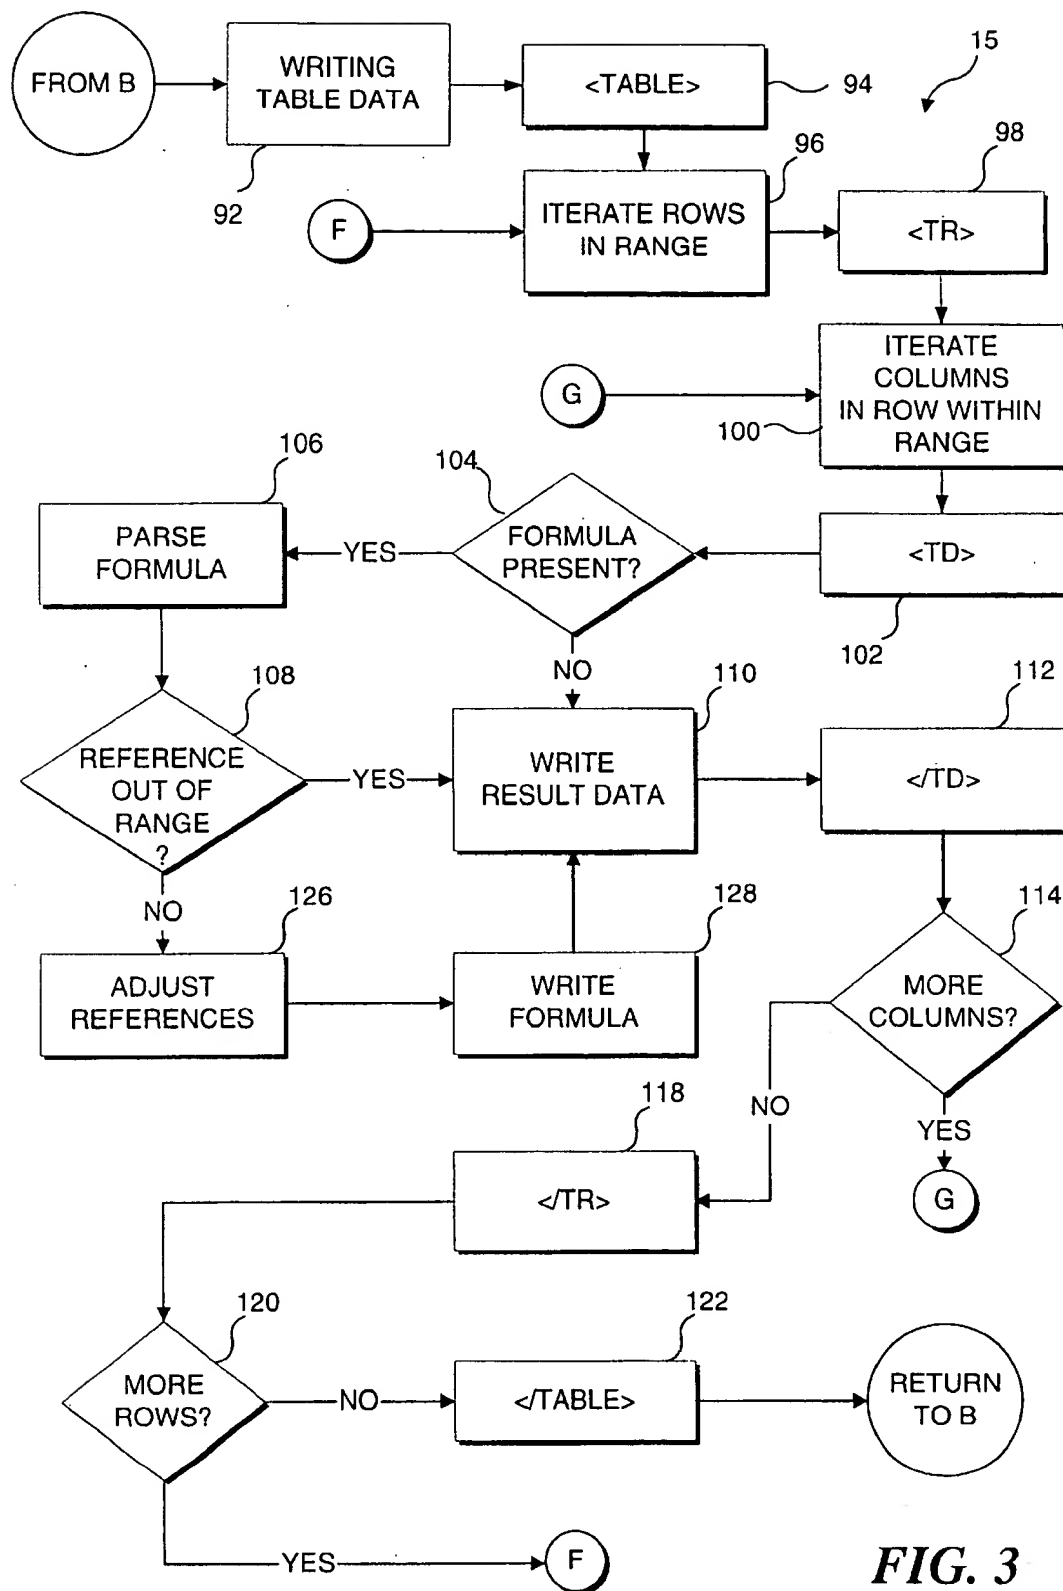 FROM B
WRITING
TABLE DATA
92
<TABLE>
94
15
F
ITERATE ROWS
IN RANGE
96
98
<TR>
G
ITERATE
COLUMNS
IN ROW WITHIN
RANGE
100
106
PARSE
FORMULA
YES
104
FORMULA
PRESENT?
<TD>
102
NO
108
REFERENCE
OUT OF
RANGE
?
YES
110
WRITE
RESULT DATA
112
</TD>
NO
126
ADJUST
REFERENCES
128
WRITE
FORMULA
114
MORE
COLUMNS?
NO
YES
G
118
</TR>
120
MORE
ROWS?
NO
122
</TABLE>
RETURN
TO B
YES
F
FIG. 3